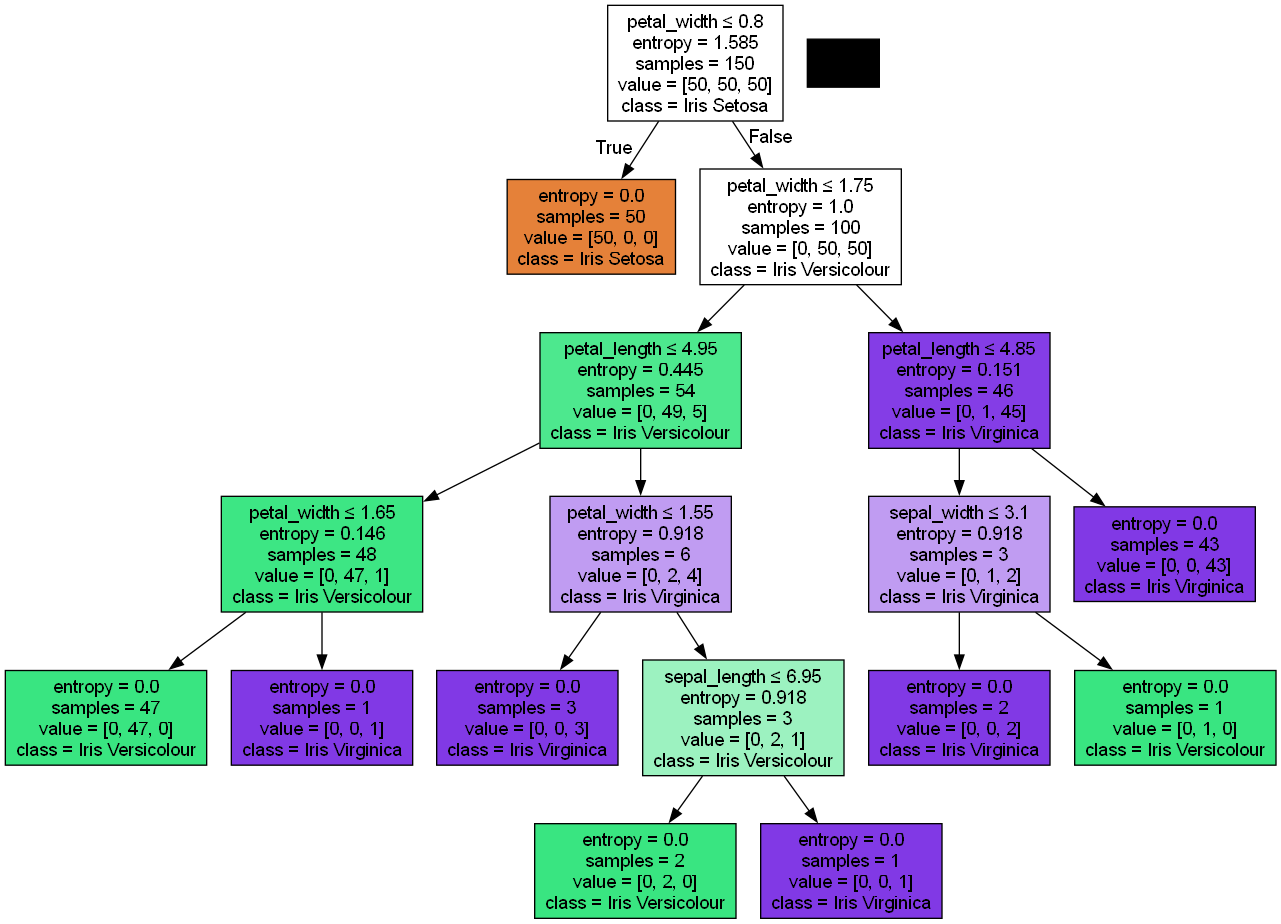 petal_width ≤ 0.8
entropy = 1.585
samples = 150
value = [50, 50, 50]
class = Iris Setosa
True
False
entropy = 0.0
samples = 50
value = [50, 0, 0]
class = Iris Setosa
petal_width ≤ 1.75
entropy = 1.0
samples = 100
value = [0, 50, 50]
class = Iris Versicolour
petal_length ≤ 4.95
entropy = 0.445
samples = 54
value = [0, 49, 5]
class = Iris Versicolour
petal_length ≤ 4.85
entropy = 0.151
samples = 46
value = [0, 1, 45]
class = Iris Virginica
petal_width ≤ 1.65
entropy = 0.146
samples = 48
value = [0, 47, 1]
class = Iris Versicolour
petal_width ≤ 1.55
entropy = 0.918
samples = 6
value = [0, 2, 4]
class = Iris Virginica
sepal_width ≤ 3.1
entropy = 0.918
samples = 3
value = [0, 1, 2]
class = Iris Virginica
entropy = 0.0
samples = 43
value = [0, 0, 43]
class = Iris Virginica
entropy = 0.0
samples = 47
value = [0, 47, 0]
class = Iris Versicolour
entropy = 0.0
samples = 1
value = [0, 0, 1]
class = Iris Virginica
entropy = 0.0
samples = 3
value = [0, 0, 3]
class = Iris Virginica
sepal_length ≤ 6.95
entropy = 0.918
samples = 3
value = [0, 2, 1]
class = Iris Versicolour
entropy = 0.0
samples = 2
value = [0, 0, 2]
class = Iris Virginica
entropy = 0.0
samples = 1
value = [0, 1, 0]
class = Iris Versicolour
entropy = 0.0
samples = 2
value = [0, 2, 0]
class = Iris Versicolour
entropy = 0.0
samples = 1
value = [0, 0, 1]
class = Iris Virginica